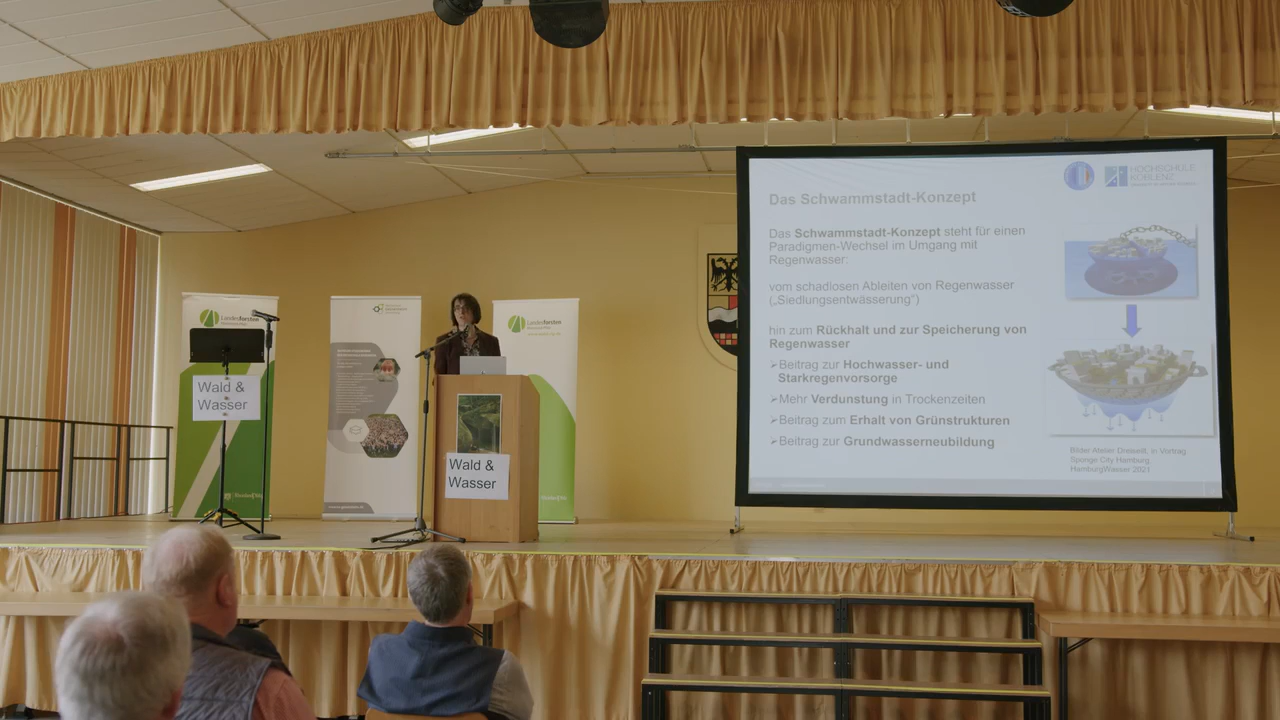 HOCHSCHULE
KOBLENZ
Das Schwammstadt-Konzept
Das Schwammstadt-Konzept steht für einen
Paradigmen-Wechsel im Umgang mit
Regenwasser:
vom schadlosen Ableiten von Regenwasser
(„Siedlungsentwässerung“)
hin zum Rückhalt und zur Speicherung von
Regenwasser
➢Beitrag zur Hochwasser- und
Starkregenvorsorge
➢Mehr Verdunstung in Trockenzeiten
➢Beitrag zum Erhalt von Grünstrukturen
➢Beitrag zur Grundwasserneubildung
Bilder Atelier Dreiseitl, in Vortrag
Sponge City Hamburg
HamburgWasser 2021
Landesforsten
Landesforsten
Wald &
Wasser
Wald &
Wasser